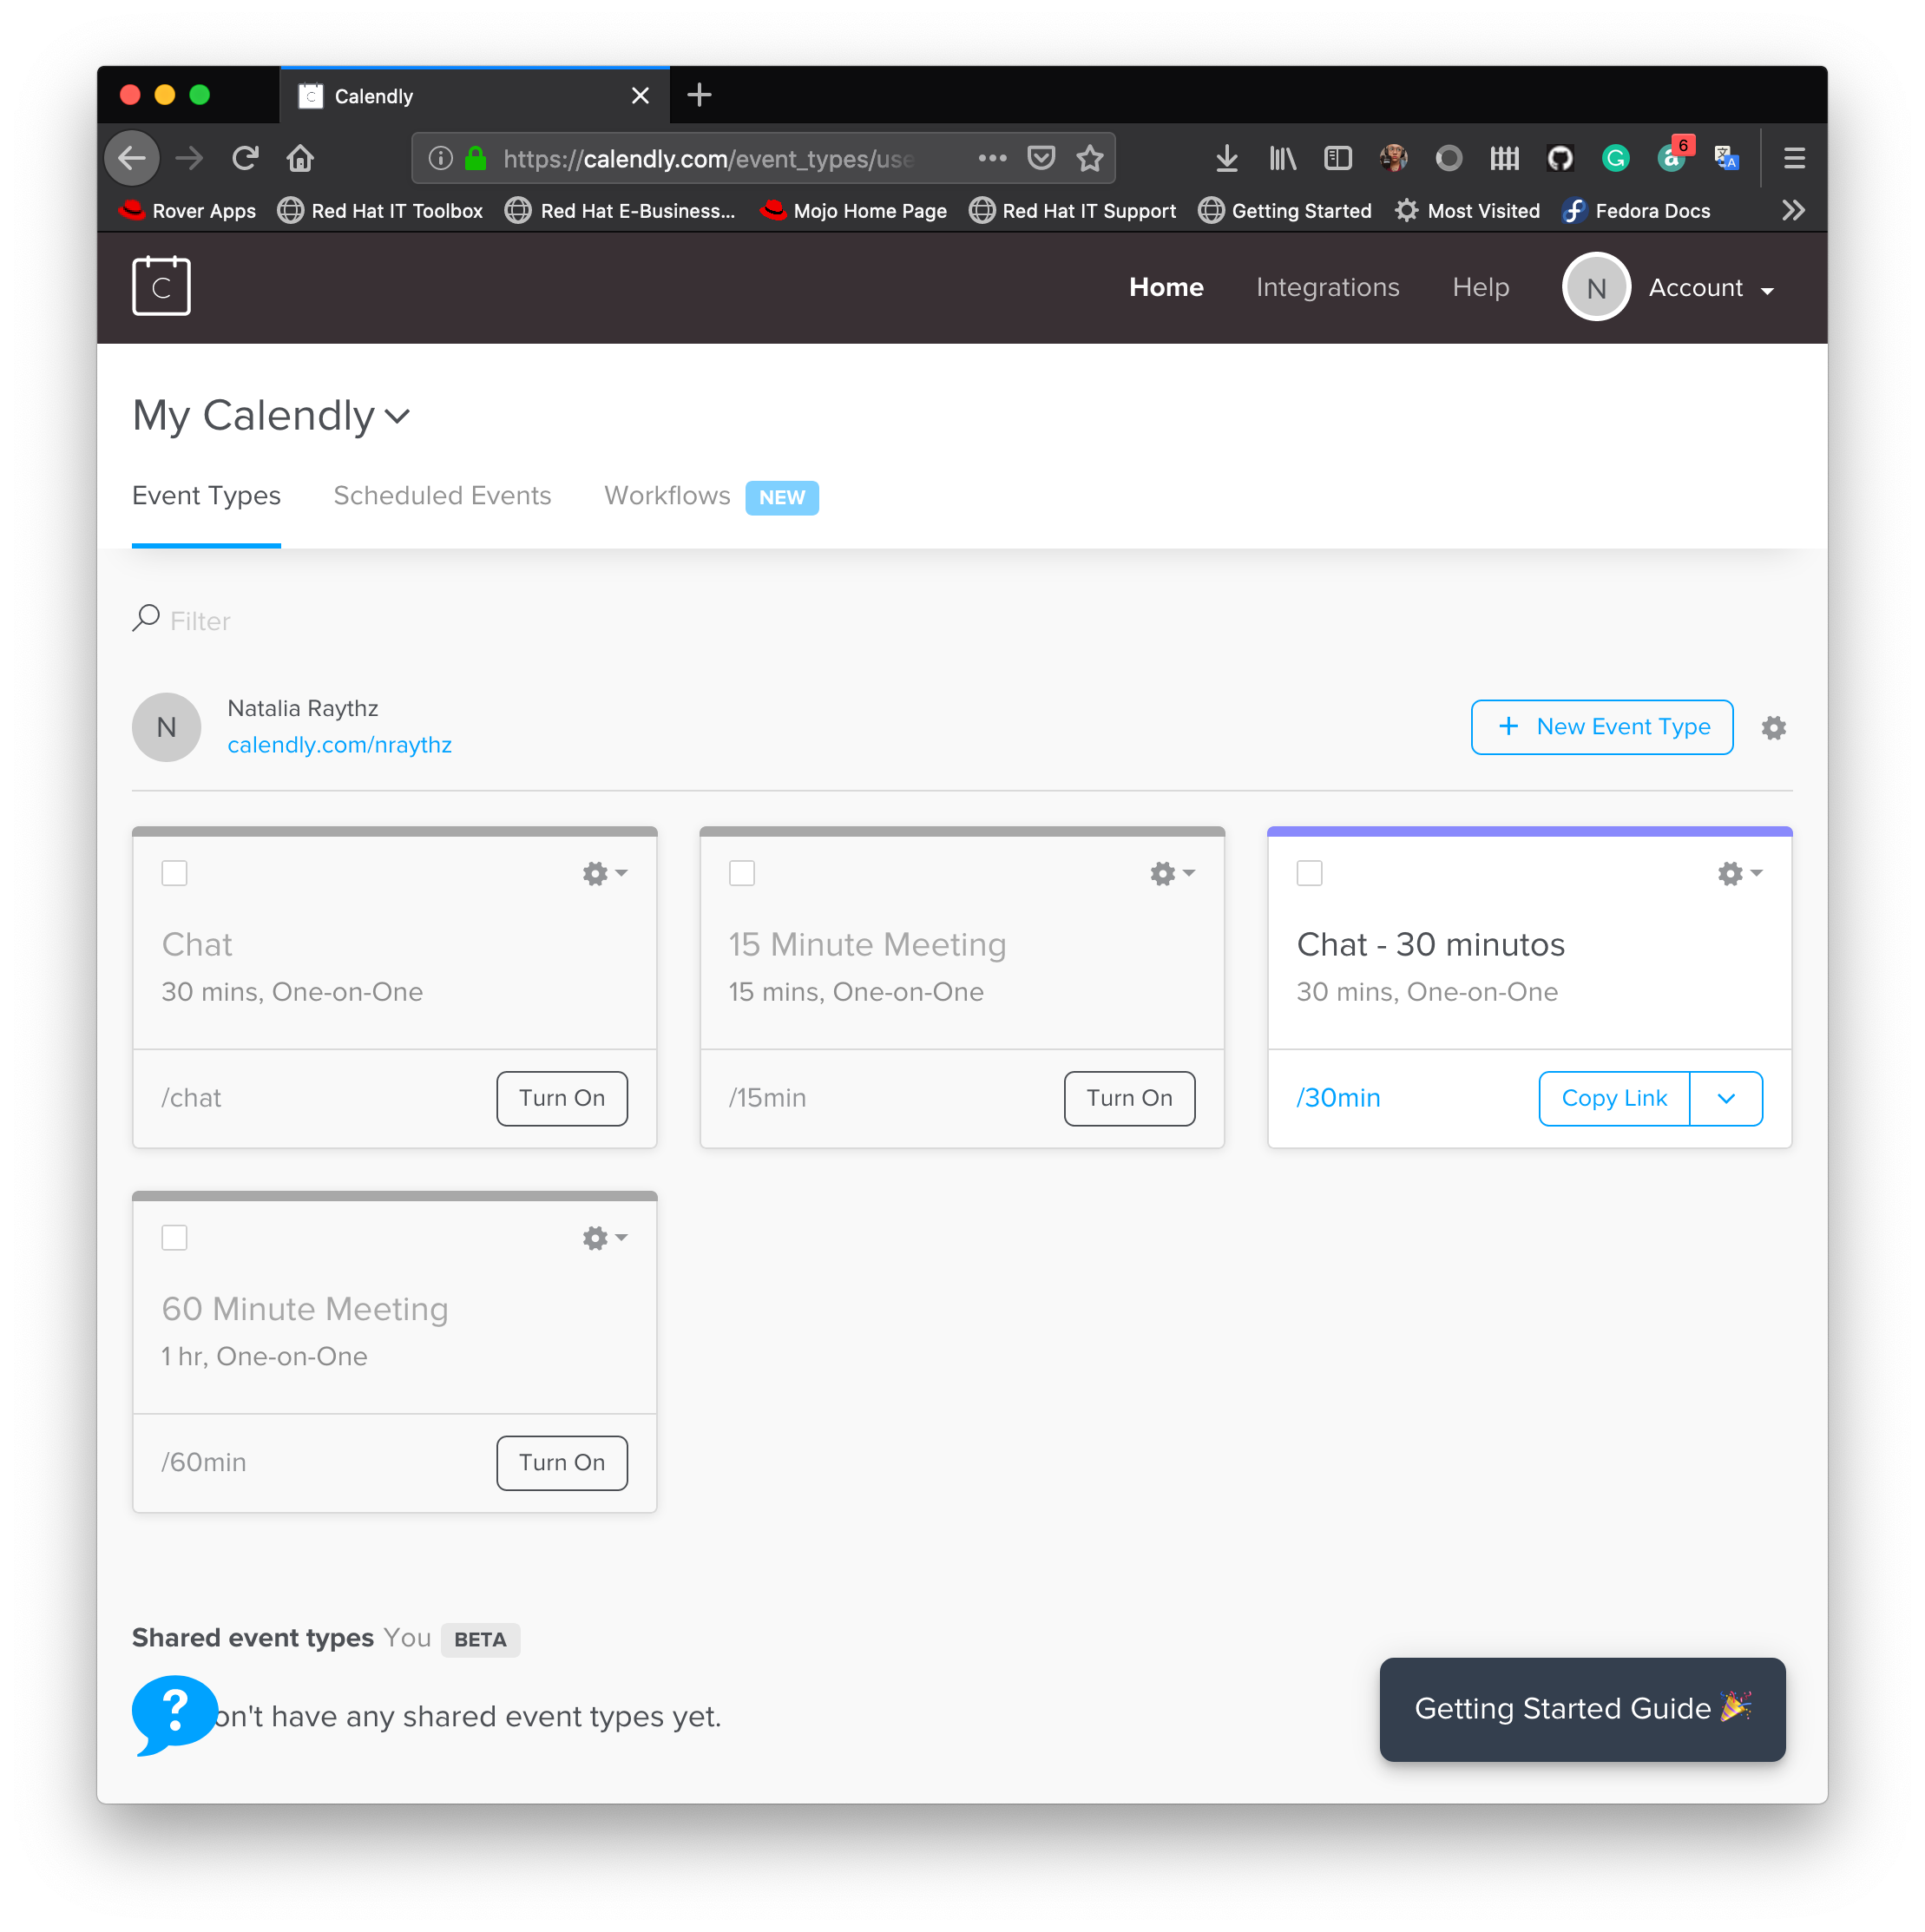 Calendly
https://calendly.com/event_types/use
6
Rover Apps Red Hat IT Toolbox Red Hat E-Business... Mojo Home Page Red Hat IT Support Getting Started Most Visited Fedora Docs
C Home Integrations Help N Account
My Calendly
Event Types Scheduled Events Workflows NEW
Filter
N Natalia Raythz
calendly.com/nraythz
+ New Event Type
Chat
30 mins, One-on-One
/chat Turn On
15 Minute Meeting
15 mins, One-on-One
/15min Turn On
Chat - 30 minutos
30 mins, One-on-One
/30min Copy Link
60 Minute Meeting
1 hr, One-on-One
/60min Turn On
Shared event types You BETA
? on't have any shared event types yet.
Getting Started Guide 🎉